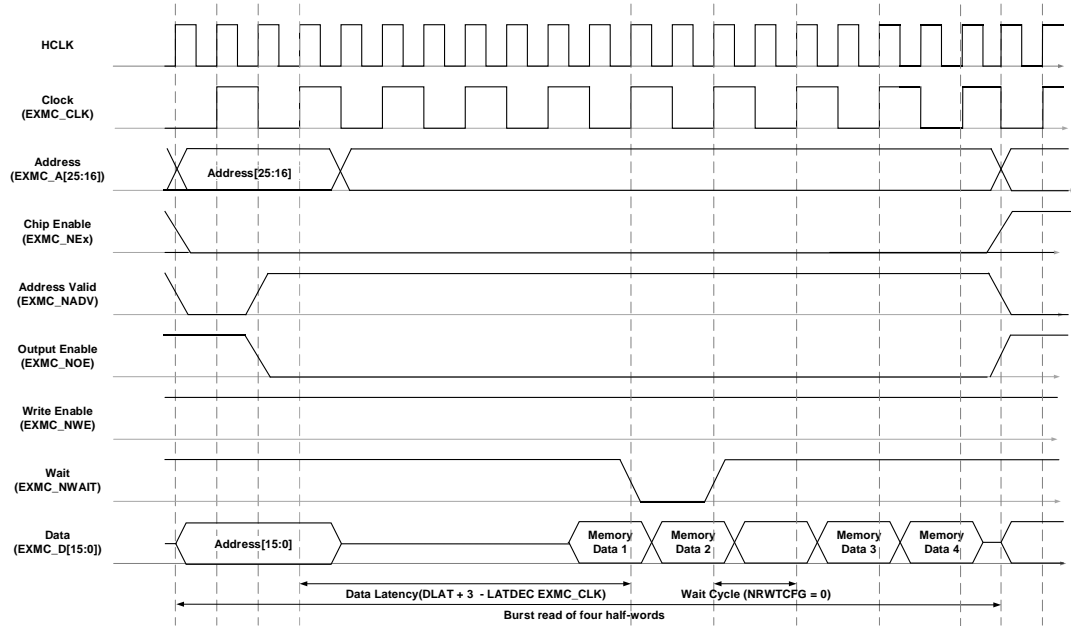 HCLK
Clock
(EXMC_CLK)
Address
(EXMC_A[25:16])
Address[25:16]
Chip Enable
(EXMC_NEx)
Address Valid
(EXMC_NADV)
Output Enable
(EXMC_NOE)
Write Enable
(EXMC_NWE)
Wait
(EXMC_NWAIT)
Data
(EXMC_D[15:0])
Address[15:0]
Memory
Data 1
Memory
Data 2
Memory
Data 3
Memory
Data 4
Data Latency(DLAT + 3 - LATDEC EXMC_CLK)
Wait Cycle (NRWTCFG = 0)
Burst read of four half-words